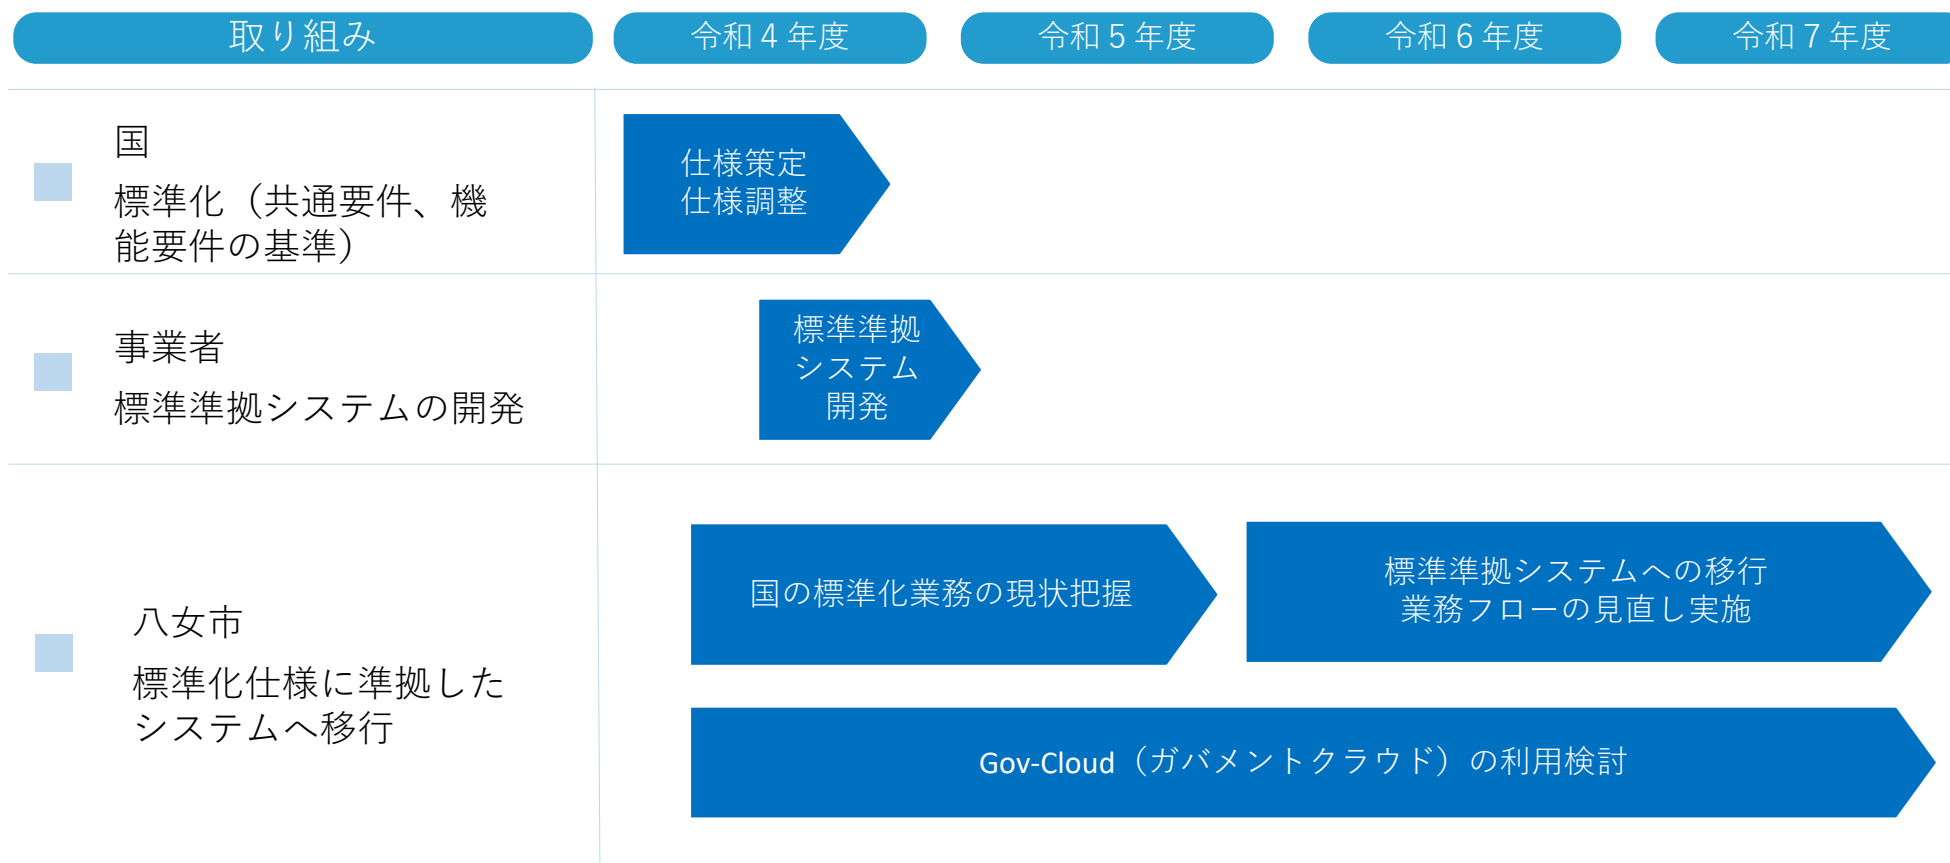 取り組み
令和４年度
令和５年度
令和６年度
令和７年度
国
標準化（共通要件、機
能要件の基準）
仕様策定
仕様調整
事業者
標準準拠システムの開発
標準準拠
システム
開発
八女市
標準化仕様に準拠した
システムへ移行
国の標準化業務の現状把握
標準準拠システムへの移行
業務フローの見直し実施
Gov-Cloud（ガバメントクラウド）の利用検討